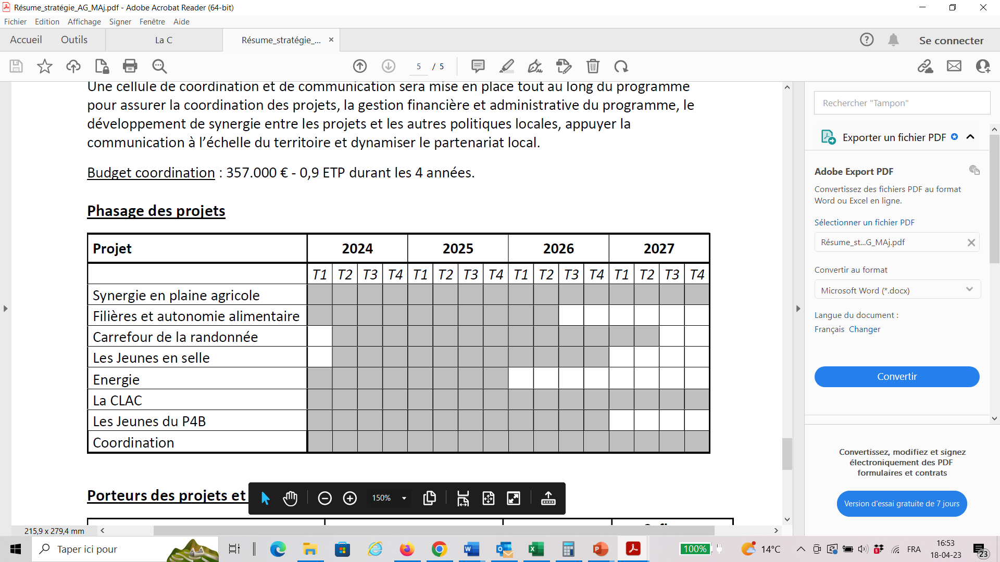 Résume_stratégie_AG_MAj.pdf - Adobe Acrobat Reader (64-bit)
Fichier Edition Affichage Signer Fenêtre Aide
Accueil Outils La C Résume_stratégie_... × Se connecter
5 / 5
Une cellule de coordination et de communication sera mise en place tout au long du programme
pour assurer la coordination des projets, la gestion financière et administrative du programme, le
développement de synergie entre les projets et les autres politiques locales, appuyer la
communication à l’échelle du territoire et dynamiser le partenariat local.
Budget coordination : 357.000 € - 0,9 ETP durant les 4 années.
Phasage des projets
Projet 2024 2025 2026 2027
T1 T2 T3 T4 T1 T2 T3 T4 T1 T2 T3 T4 T1 T2 T3 T4
Synergie en plaine agricole
Filières et autonomie alimentaire
Carrefour de la randonnée
Les Jeunes en selle
Energie
La CLAC
Les Jeunes du P4B
Coordination
Porteurs des projets et
150%
215,9 x 279,4 mm
Rechercher "Tampon"
Exporter un fichier PDF
Adobe Export PDF
Convertissez des fichiers PDF au format
Word ou Excel en ligne.
Sélectionner un fichier PDF
Résume_st...G_MAj.pdf
Convertir au format
Microsoft Word (*.docx)
Langue du document :
Français Changer
Convertir
Convertissez, modifiez et signez
électroniquement des PDF
formulaires et contrats
Version d'essai gratuite de 7 jours
Taper ici pour
100%
14°C
FRA
16:53
18-04-23
23